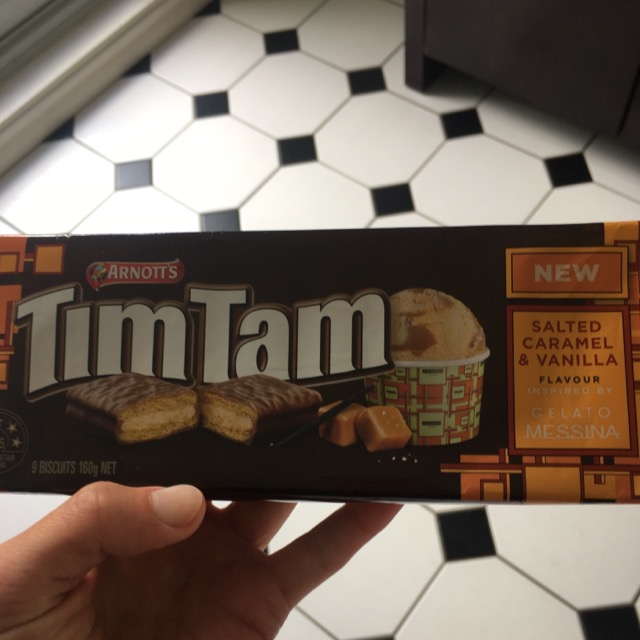 ARNOTT'S
TimTam
9 BISCUITS 160g NET
NEW
SALTED
CARAMEL
& VANILLA
FLAVOUR
INSPIRED BY
GELATO
MESSINA